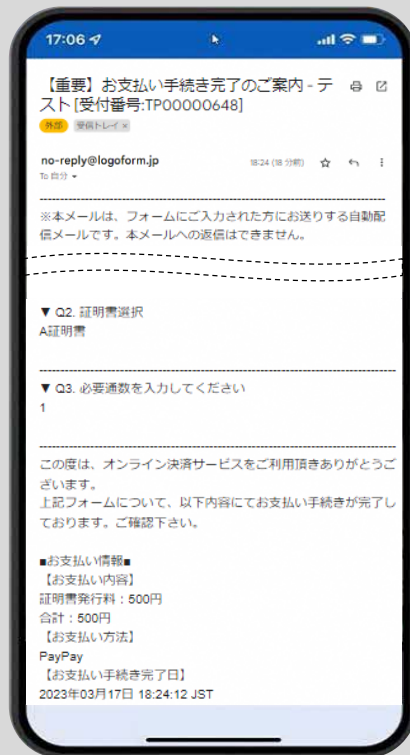 17:06
【重要】お支払い手続き完了のご案内 - テ
スト [受付番号:TP00000648]
外部 受信トレイ ×
no-reply@logoform.jp 18:24 (18 分前)
To 自分
※本メールは、フォームにご入力された方にお送りする自動配
信メールです。本メールへの返信はできません。
▼ Q2. 証明書選択
A証明書
▼ Q3. 必要通数を入力してください
1
この度は、オンライン決済サービスをご利用頂きありがとうご
ざいます。
上記フォームについて、以下内容にてお支払い手続きが完了し
ております。ご確認下さい。
■お支払い情報■
【お支払い内容】
証明書発行料：500円
合計：500円
【お支払い方法】
PayPay
【お支払い手続き完了日】
2023年03月17日 18:24:12 JST